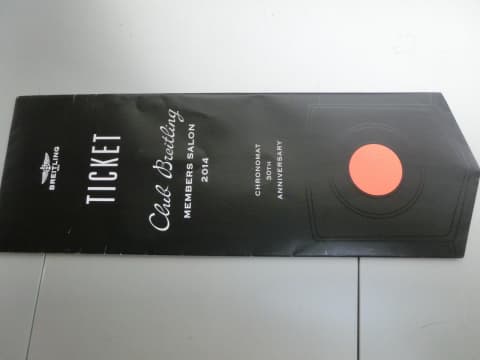 BREITLING
TICKET
Club Breitling
MEMBERS SALON
2014
CHRONOMAT
30TH
ANNIVERSARY